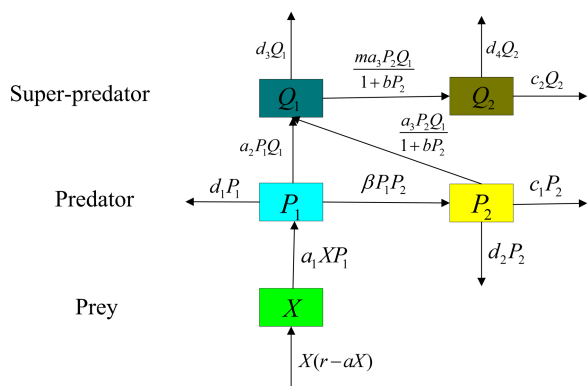 d₃Q₁ ma₃P₂Q₁/(1+bP₂) d₄Q₂
Super-predator Q₁ Q₂ c₂Q₂
a₂P₁Q₁ a₃P₂Q₁/(1+bP₂)
Predator d₁P₁ P₁ βP₁P₂ P₂ c₁P₂
a₁XP₁ d₂P₂
Prey X
X(r−aX)